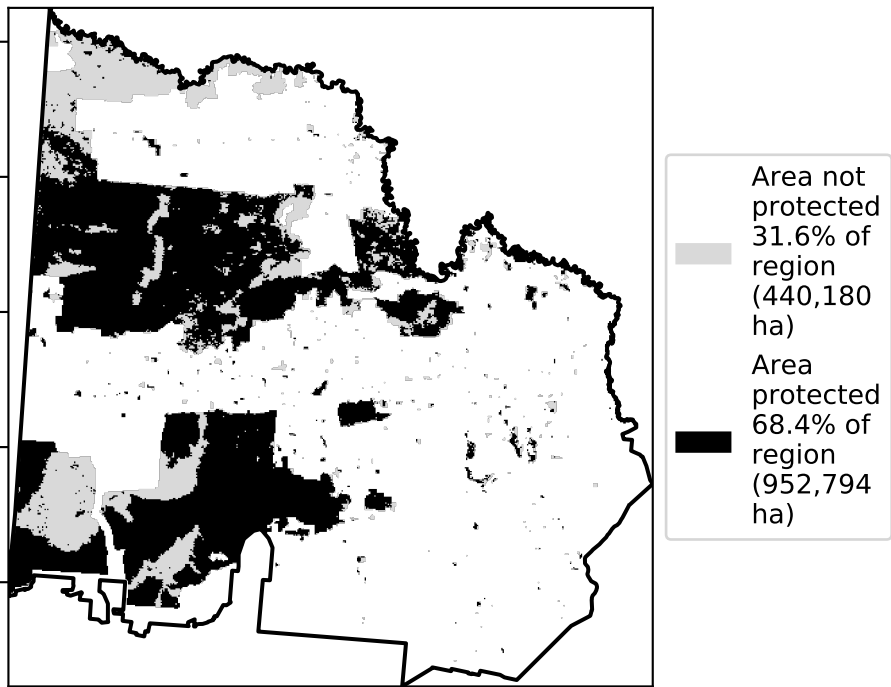 Area not
protected
31.6% of
region
(440,180
ha)
Area
protected
68.4% of
region
(952,794
ha)